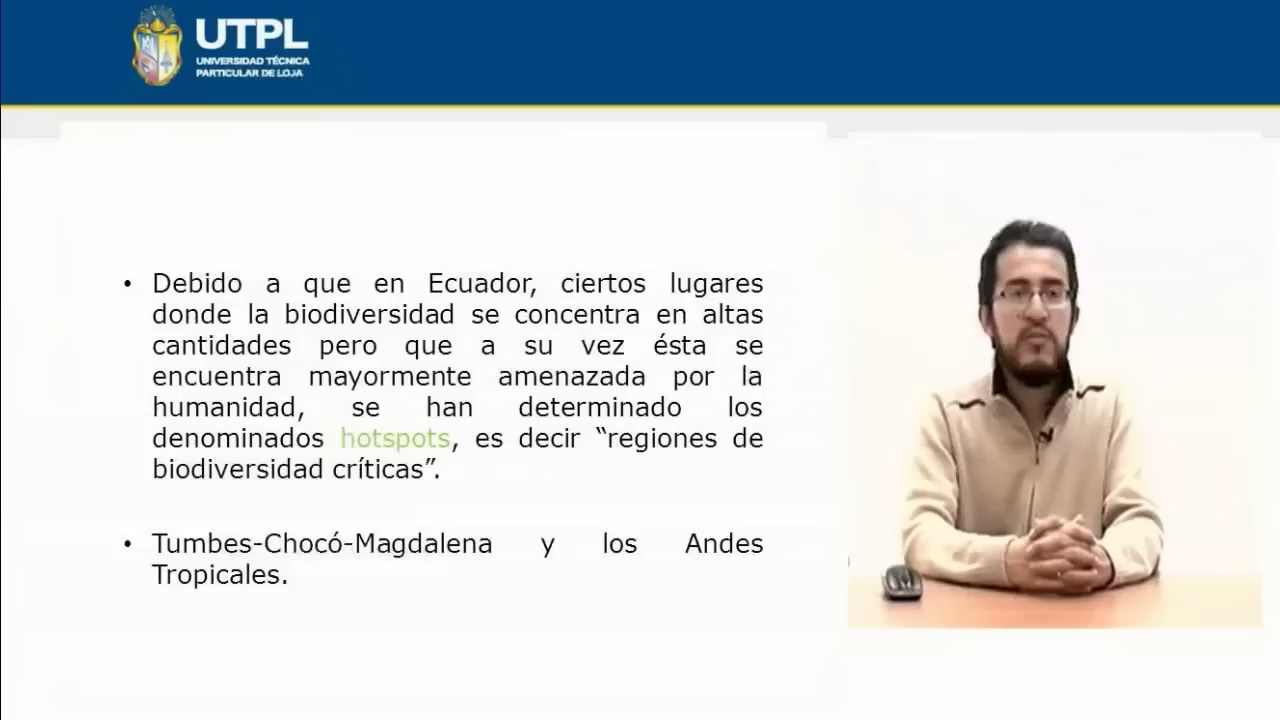 UTPL
UNIVERSIDAD TÉCNICA
PARTICULAR DE LOJA
• Debido a que en Ecuador, ciertos lugares
donde la biodiversidad se concentra en altas
cantidades pero que a su vez ésta se
encuentra mayormente amenazada por la
humanidad, se han determinado los
denominados hotspots, es decir “regiones de
biodiversidad críticas”.
• Tumbes-Chocó-Magdalena y los Andes
Tropicales.